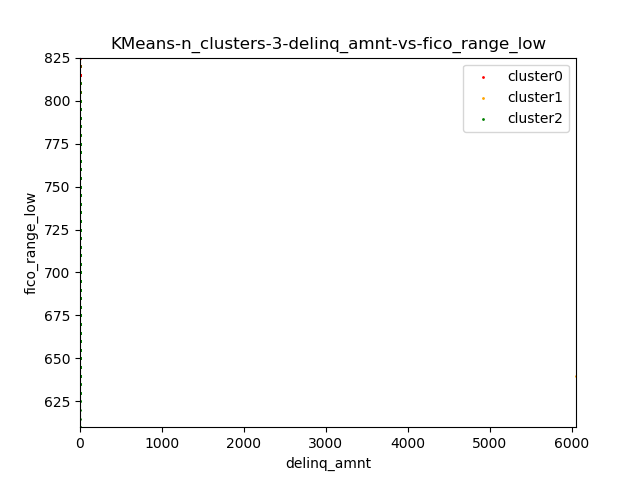 KMeans-n_clusters-3-delinq_amnt-vs-fico_range_low
825
800
775
750
725
700
675
650
625
fico_range_low
cluster0
cluster1
cluster2
0 1000 2000 3000 4000 5000 6000
delinq_amnt